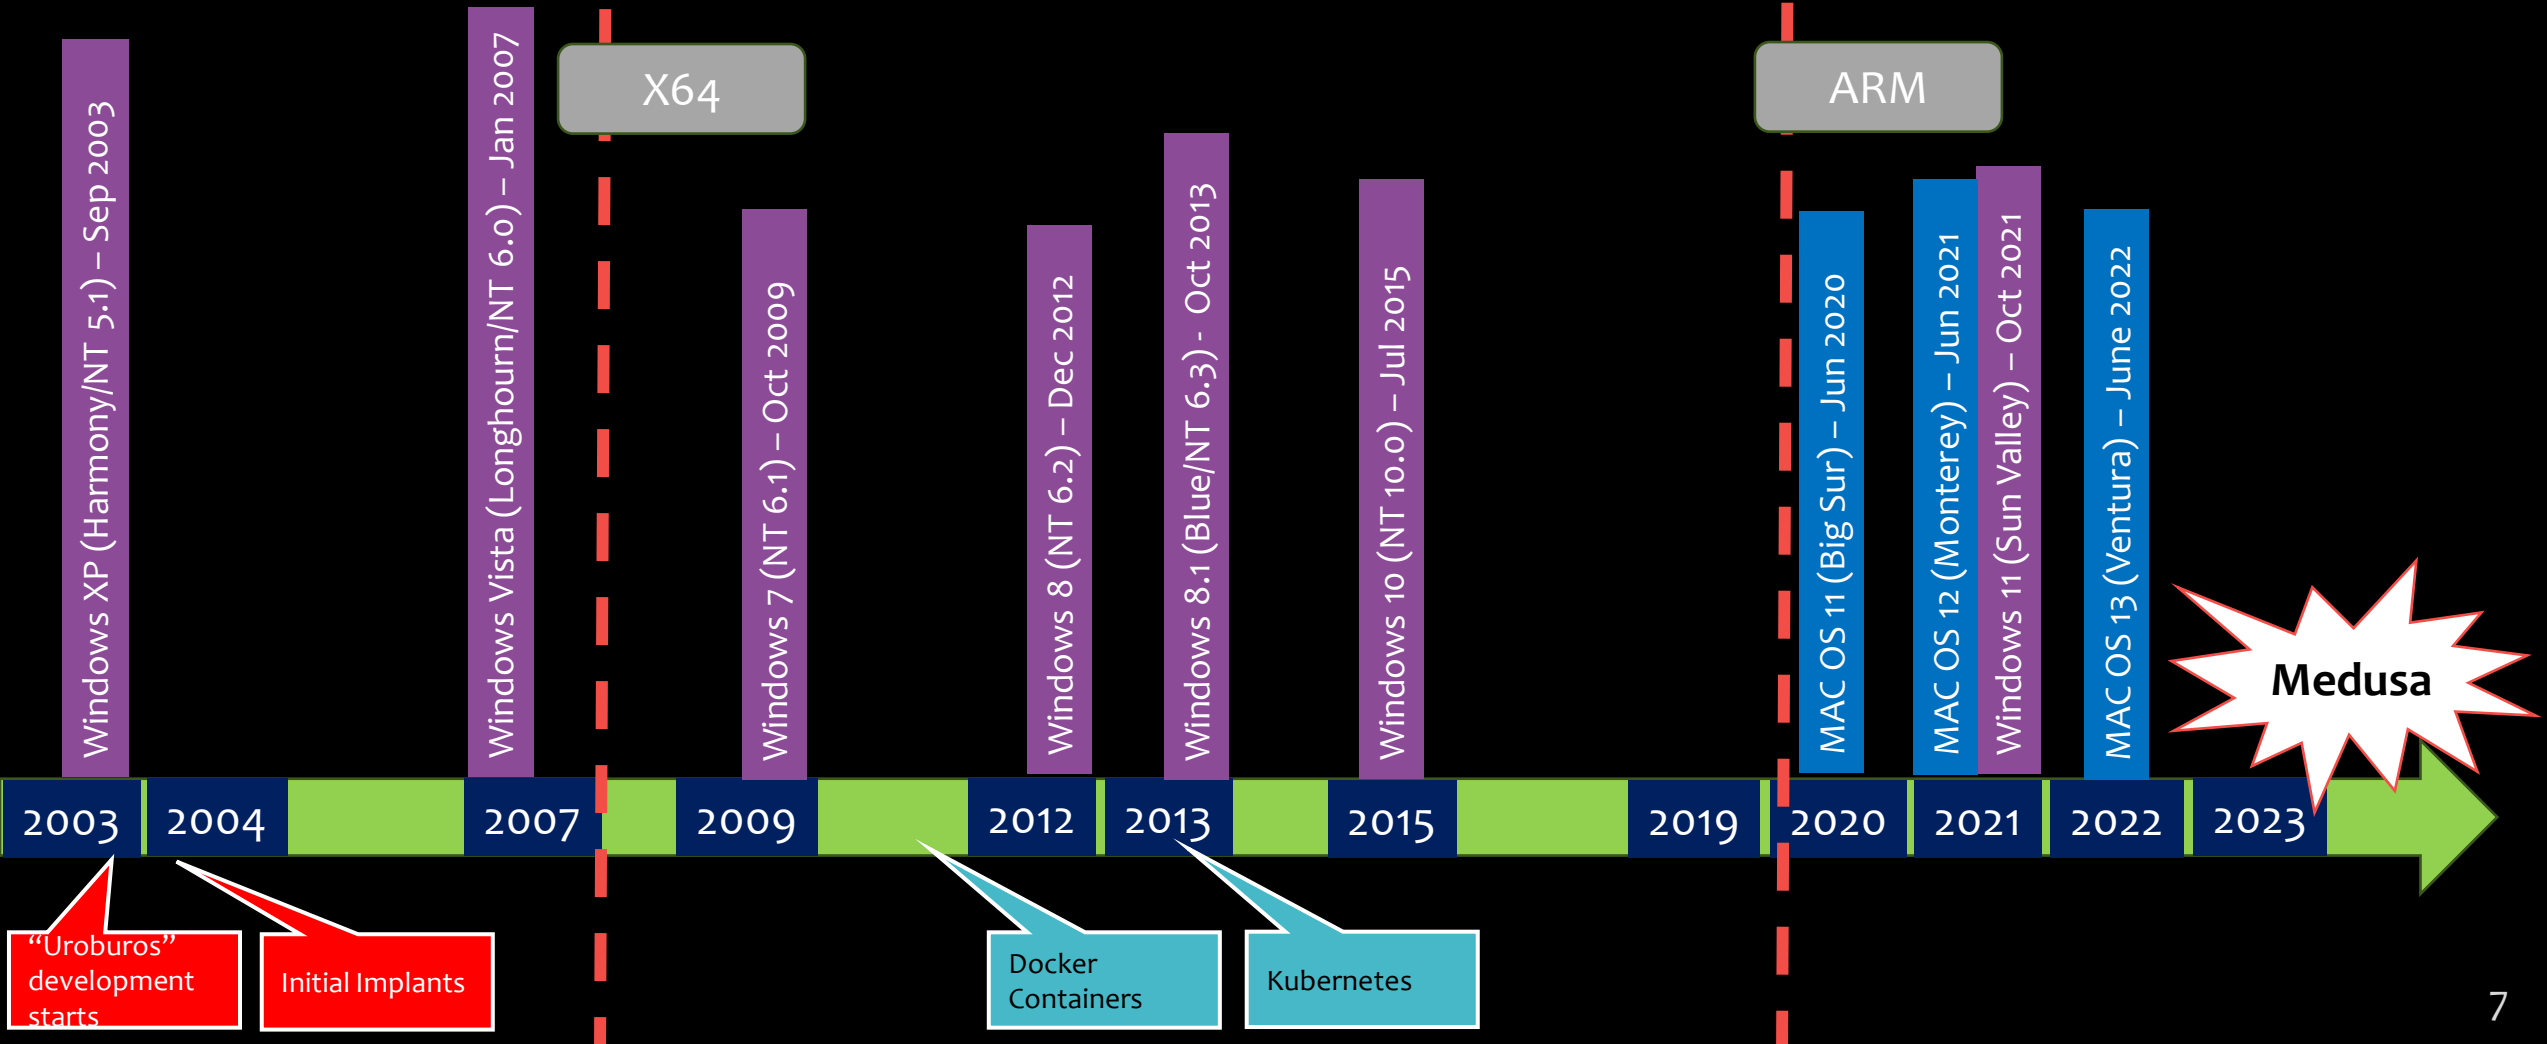 X64
ARM
Windows XP (Harmony/NT 5.1) – Sep 2003
Windows Vista (Longhourn/NT 6.0) – Jan 2007
Windows 7 (NT 6.1) – Oct 2009
Windows 8 (NT 6.2) – Dec 2012
Windows 8.1 (Blue/NT 6.3) - Oct 2013
Windows 10 (NT 10.0) – Jul 2015
MAC OS 11 (Big Sur) – Jun 2020
MAC OS 12 (Monterey) – Jun 2021
Windows 11 (Sun Valley) – Oct 2021
MAC OS 13 (Ventura) – June 2022
Medusa
2003
2004
2007
2009
2012
2013
2015
2019
2020
2021
2022
2023
“Uroburos”
development
starts
Initial Implants
Docker
Containers
Kubernetes
7